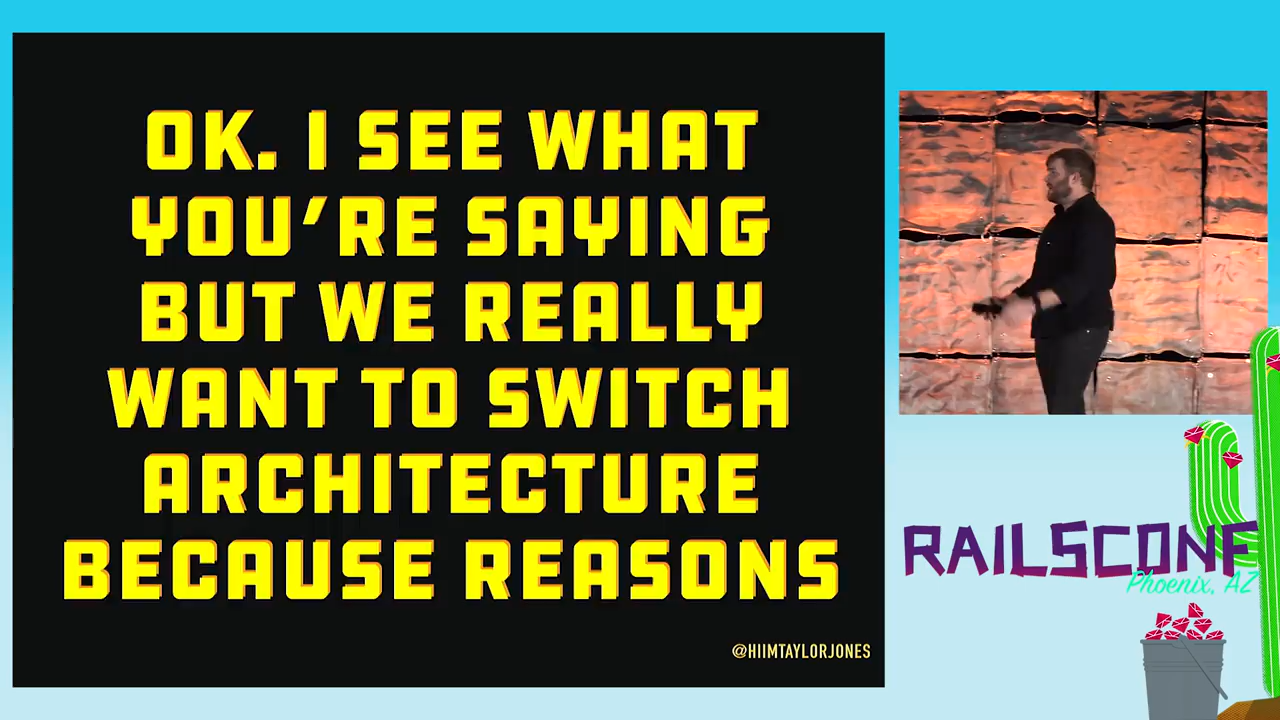 OK. I SEE WHAT
YOU'RE SAYING
BUT WE REALLY
WANT TO SWITCH
ARCHITECTURE
BECAUSE REASONS
@HIIMTAYLORJONES
RAILSCONF
Phoenix, AZ